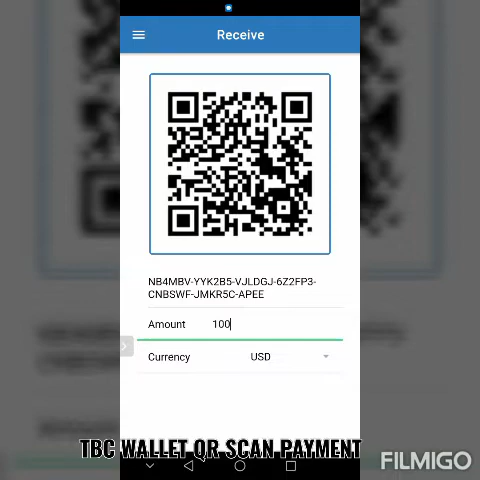 Receive
NB4MBV-YYK2B5-VJLDGJ-6Z2FP3-
CNBSWF-JMKR5C-APEE
Amount 100
Currency USD
TBC WALLET QR SCAN PAYMENT
FILMIGO